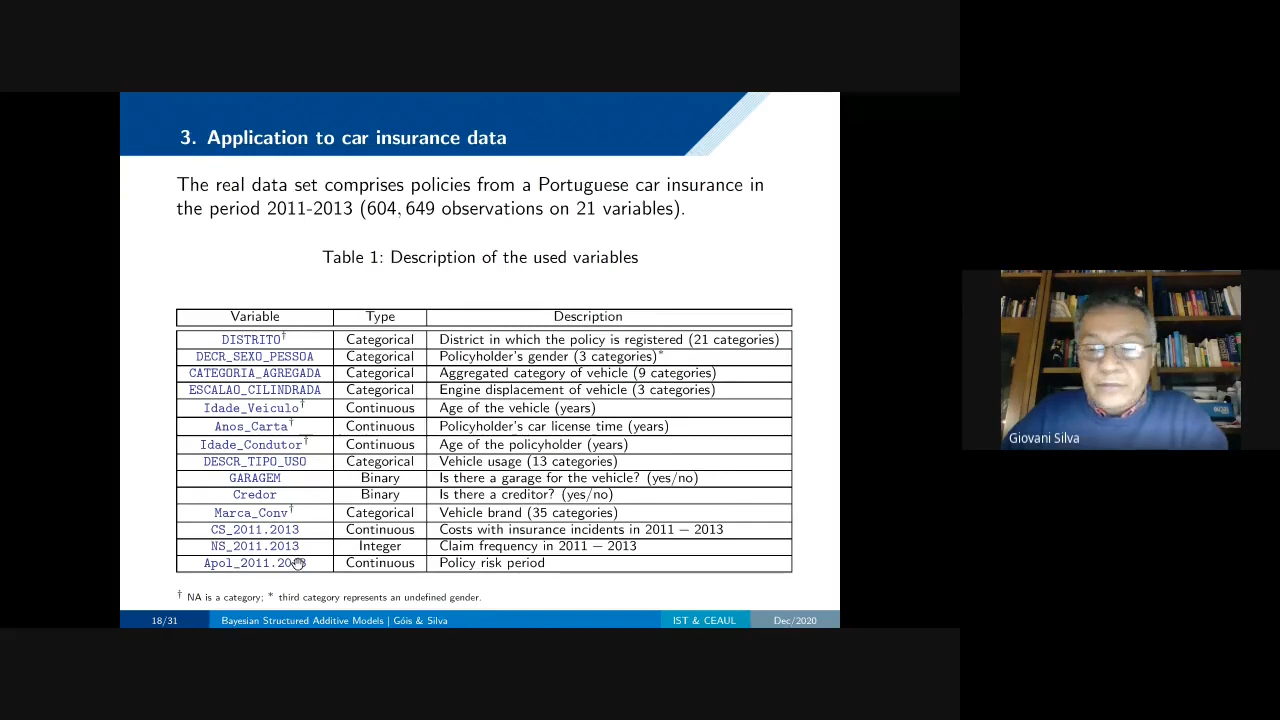 3. Application to car insurance data
The real data set comprises policies from a Portuguese car insurance in
the period 2011-2013 (604, 649 observations on 21 variables).
Table 1: Description of the used variables
Variable Type Description
DISTRITO† Categorical District in which the policy is registered (21 categories)
DECR_SEXO_PESSOA Categorical Policyholder's gender (3 categories)*
CATEGORIA_AGREGADA Categorical Aggregated category of vehicle (9 categories)
ESCALAO_CILINDRADA Categorical Engine displacement of vehicle (3 categories)
Idade_Veiculo† Continuous Age of the vehicle (years)
Anos_Carta† Continuous Policyholder's car license time (years)
Idade_Condutor† Continuous Age of the policyholder (years)
DESCR_TIPO_USO Categorical Vehicle usage (13 categories)
GARAGEM Binary Is there a garage for the vehicle? (yes/no)
Credor Binary Is there a creditor? (yes/no)
Marca_Conv† Categorical Vehicle brand (35 categories)
CS_2011.2013 Continuous Costs with insurance incidents in 2011 − 2013
NS_2011.2013 Integer Claim frequency in 2011 − 2013
Apol_2011.2013 Continuous Policy risk period
† NA is a category; * third category represents an undefined gender.
18/31 Bayesian Structured Additive Models | Góis & Silva IST & CEAUL Dec/2020
Giovani Silva